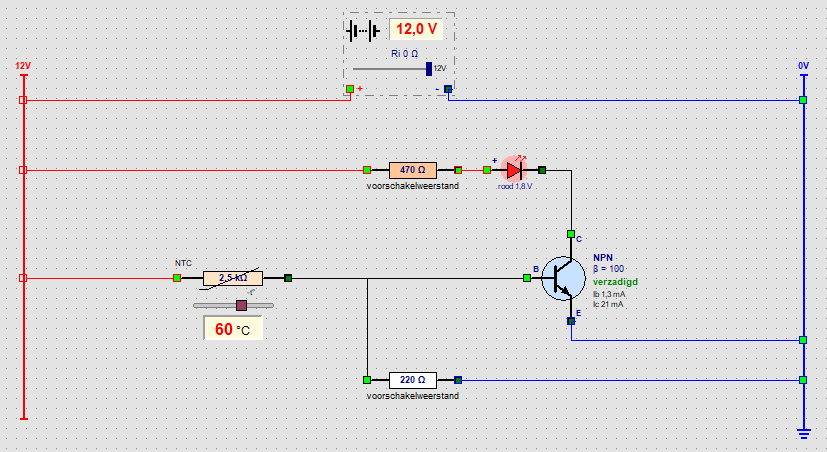 12,0 V
Ri 0 Ω
12V
+
-
12V
0V
470 Ω
voorschakelweerstand
+
rood 1,8 V
C
NTC
2,5 kΩ
-t°
60 °C
B
NPN
β = 100
verzadigd
Ib 1,3 mA
Ic 21 mA
E
220 Ω
voorschakelweerstand